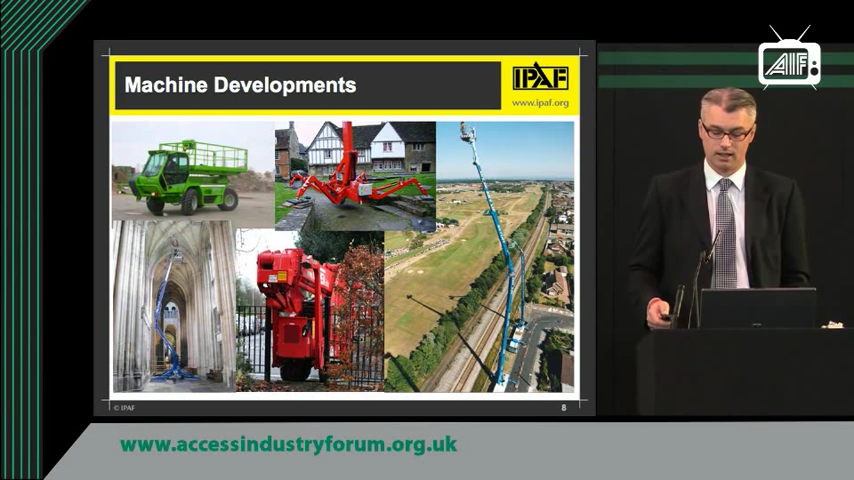 AIF
Machine Developments
IPAF
www.ipaf.org
© IPAF
8
www.accessindustryforum.org.uk